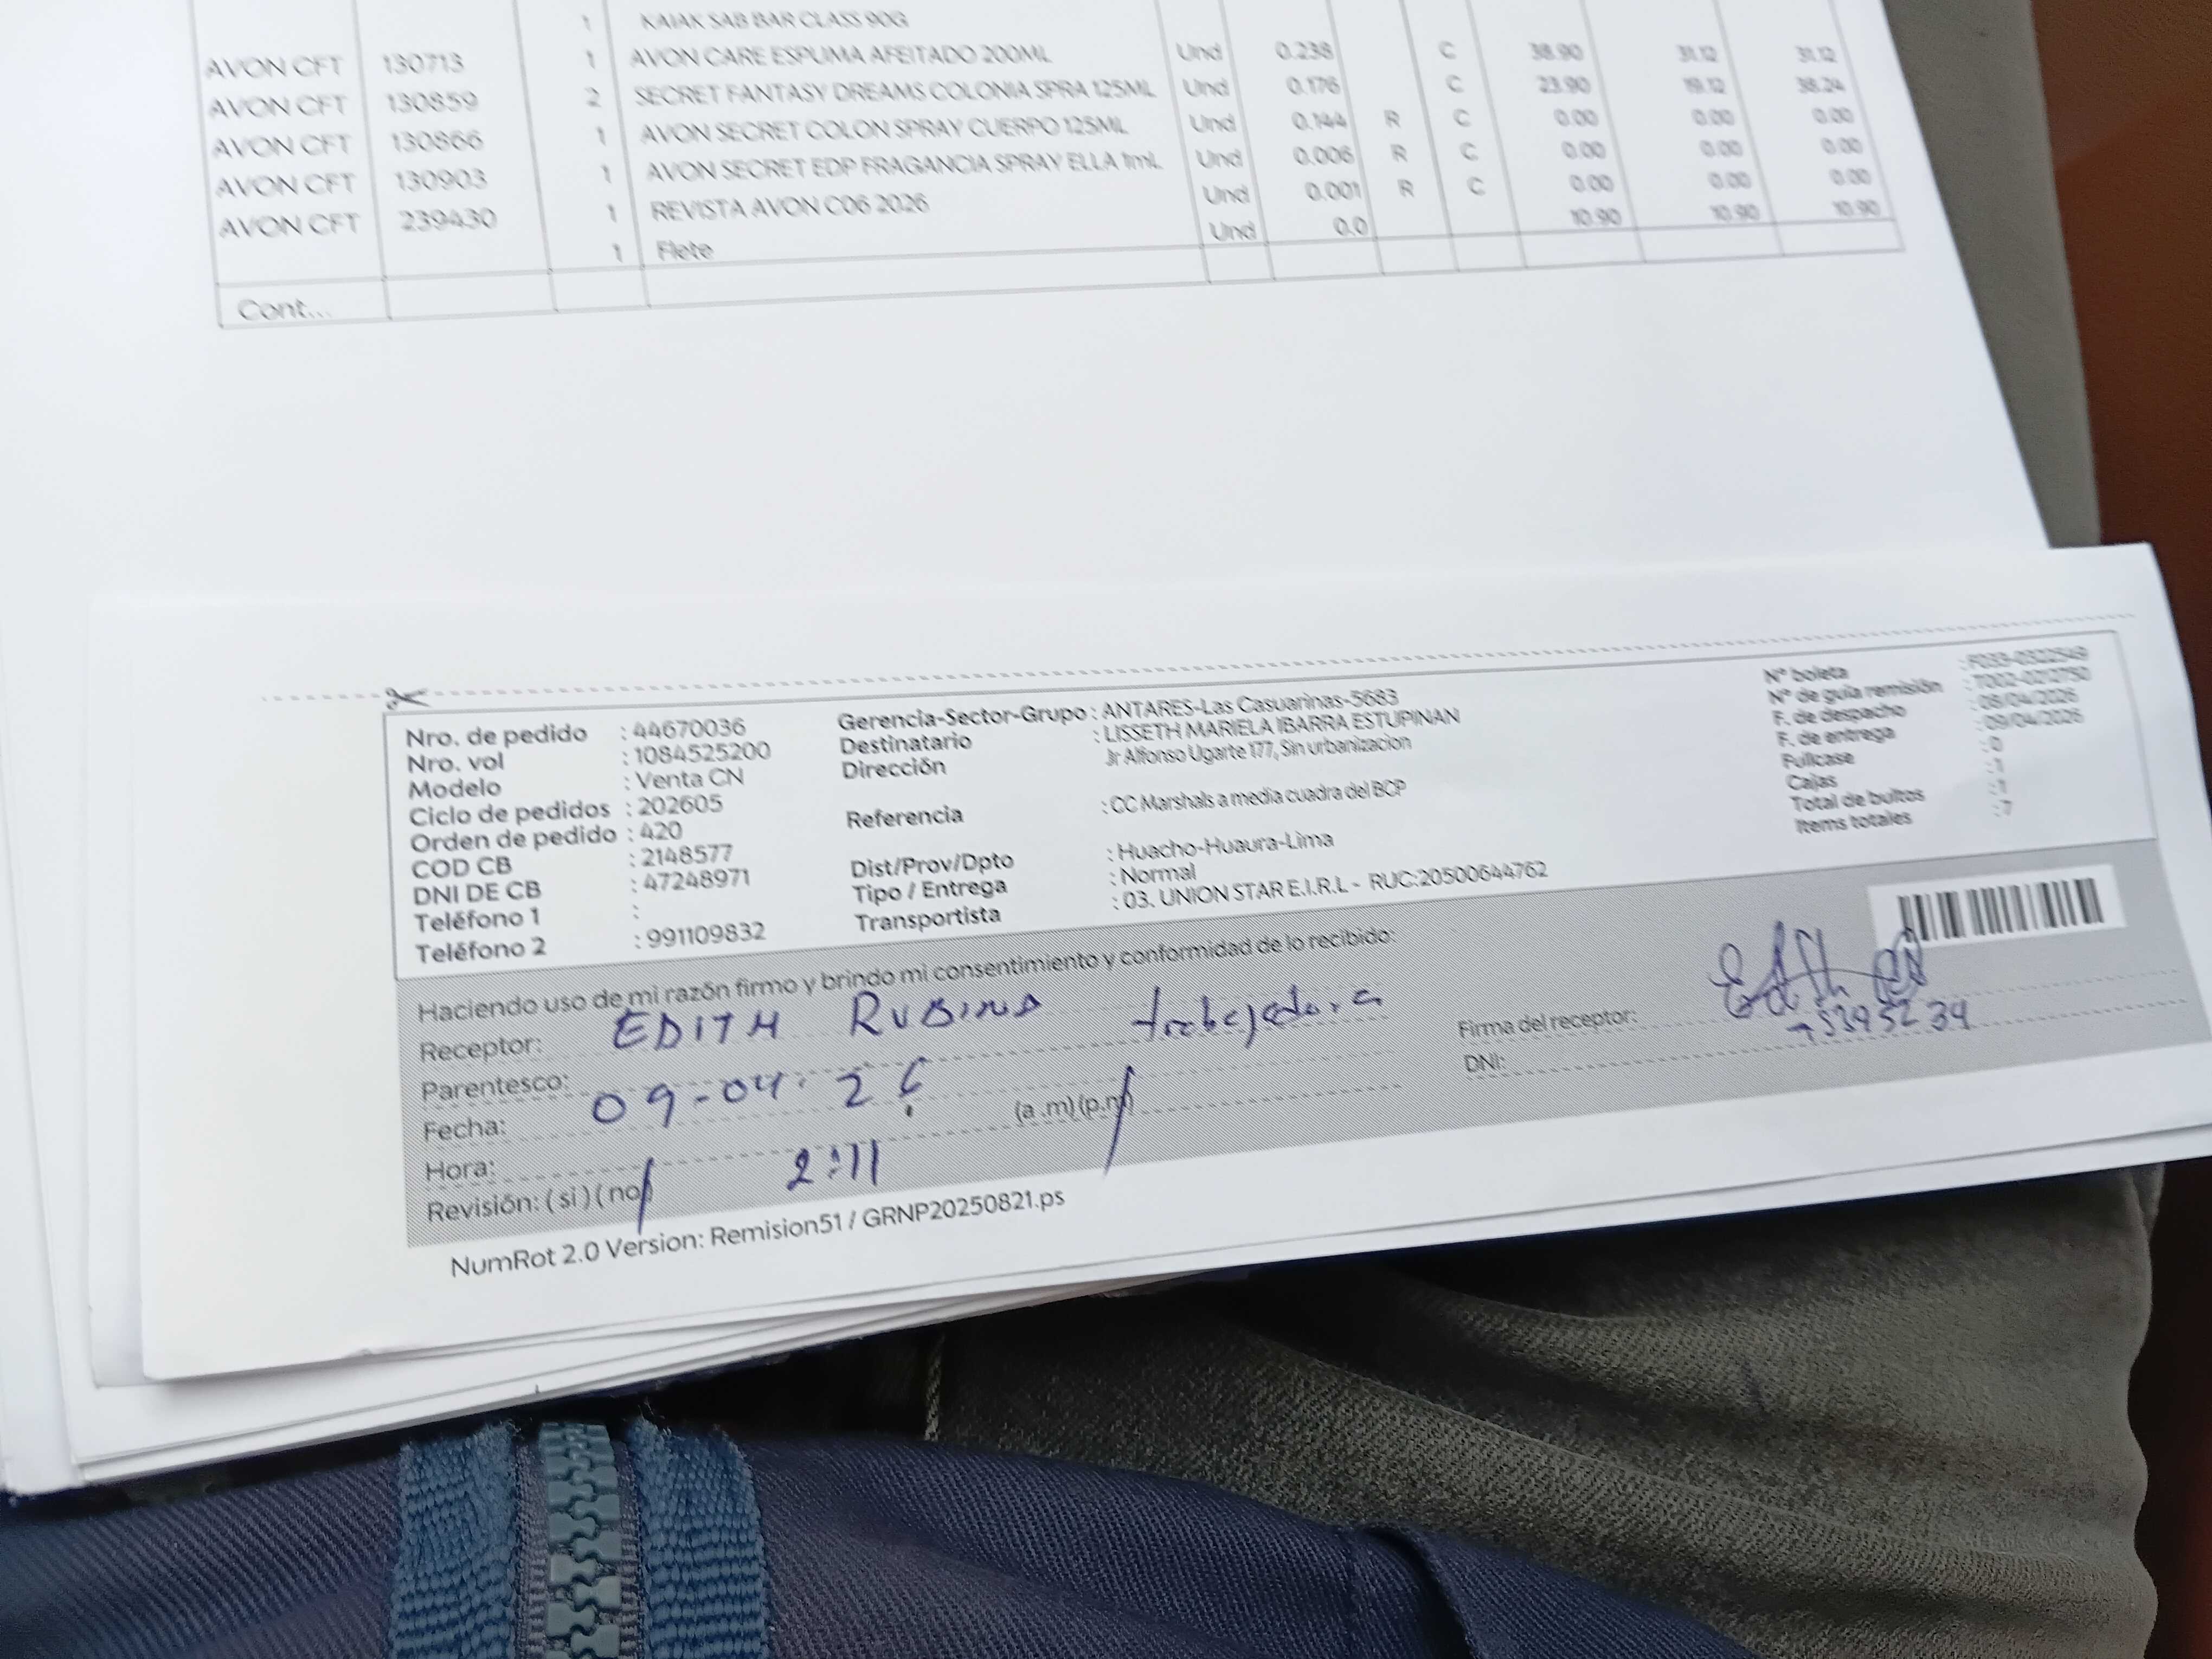 1 KAIAK SAB BAR CLASS 90G
AVON CFT 130713 1 AVON CARE ESPUMA AFEITADO 200ML Und 0.238 C 38.90 31.12 31.12
AVON CFT 130859 2 SECRET FANTASY DREAMS COLONIA SPRA 125ML Und 0.176 C 23.90 19.12 38.24
AVON CFT 130866 1 AVON SECRET COLON SPRAY CUERPO 125ML Und 0.144 R C 0.00 0.00 0.00
AVON CFT 130903 1 AVON SECRET EDP FRAGANCIA SPRAY ELLA 1mL Und 0.006 R C 0.00 0.00 0.00
AVON CFT 239430 1 REVISTA AVON C06 2026 Und 0.001 R C 0.00 0.00 0.00
1 Flete Und 0.0 10.90 10.90 10.90
Cont...
Nro. de pedido : 44670036
Nro. vol : 1084525200
Modelo : Venta CN
Ciclo de pedidos : 202605
Orden de pedido : 420
COD CB : 2148577
DNI DE CB : 47248971
Teléfono 1 :
Teléfono 2 : 991109832
Gerencia-Sector-Grupo : ANTARES-Las Casuarinas-5683
Destinatario : LISSETH MARIELA IBARRA ESTUPINAN
Dirección Jr Alfonso Ugarte 177, Sin urbanizacion
Referencia : CC Marshals a media cuadra del BCP
Dist/Prov/Dpto : Huacho-Huaura-Lima
Tipo / Entrega : Normal
Transportista : 03. UNION STAR E.I.R.L - RUC:20500644762
N° boleta
N° de guía remisión : T002-0212750
F. de despacho : 08/04/2026
F. de entrega : 09/04/2026
Fullcase : 0
Cajas : 1
Total de bultos : 1
Items totales : 7
Haciendo uso de mi razón firmo y brindo mi consentimiento y conformidad de lo recibido:
Receptor: EDITH RUBINA
Parentesco: trabajadora
Fecha: 09-04-26
Hora: 2:11 (a .m) (p.m)
Revisión: ( si ) ( no)
Firma del receptor: Edith
DNI: 75395239
NumRot 2.0 Version: Remision51 / GRNP20250821.ps